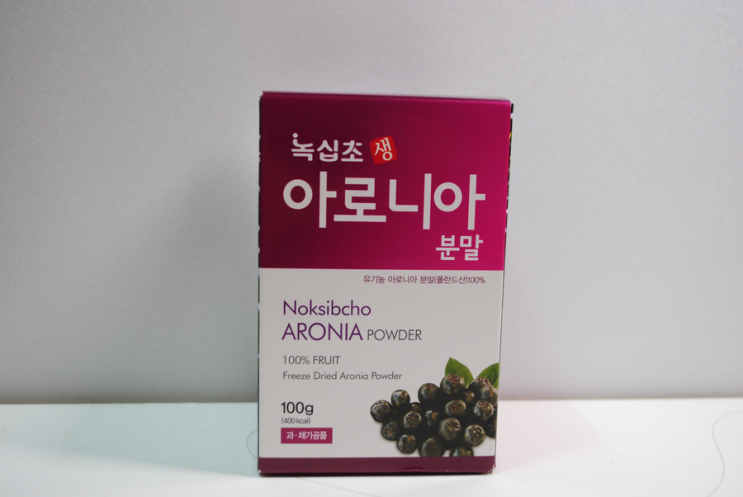 녹십초 생
아로니아
분말
유기농 아로니아 분말(폴란드산)100%
Noksibcho
ARONIA POWDER
100% FRUIT
Freeze Dried Aronia Powder
100g
(400kcal)
과·채가공품